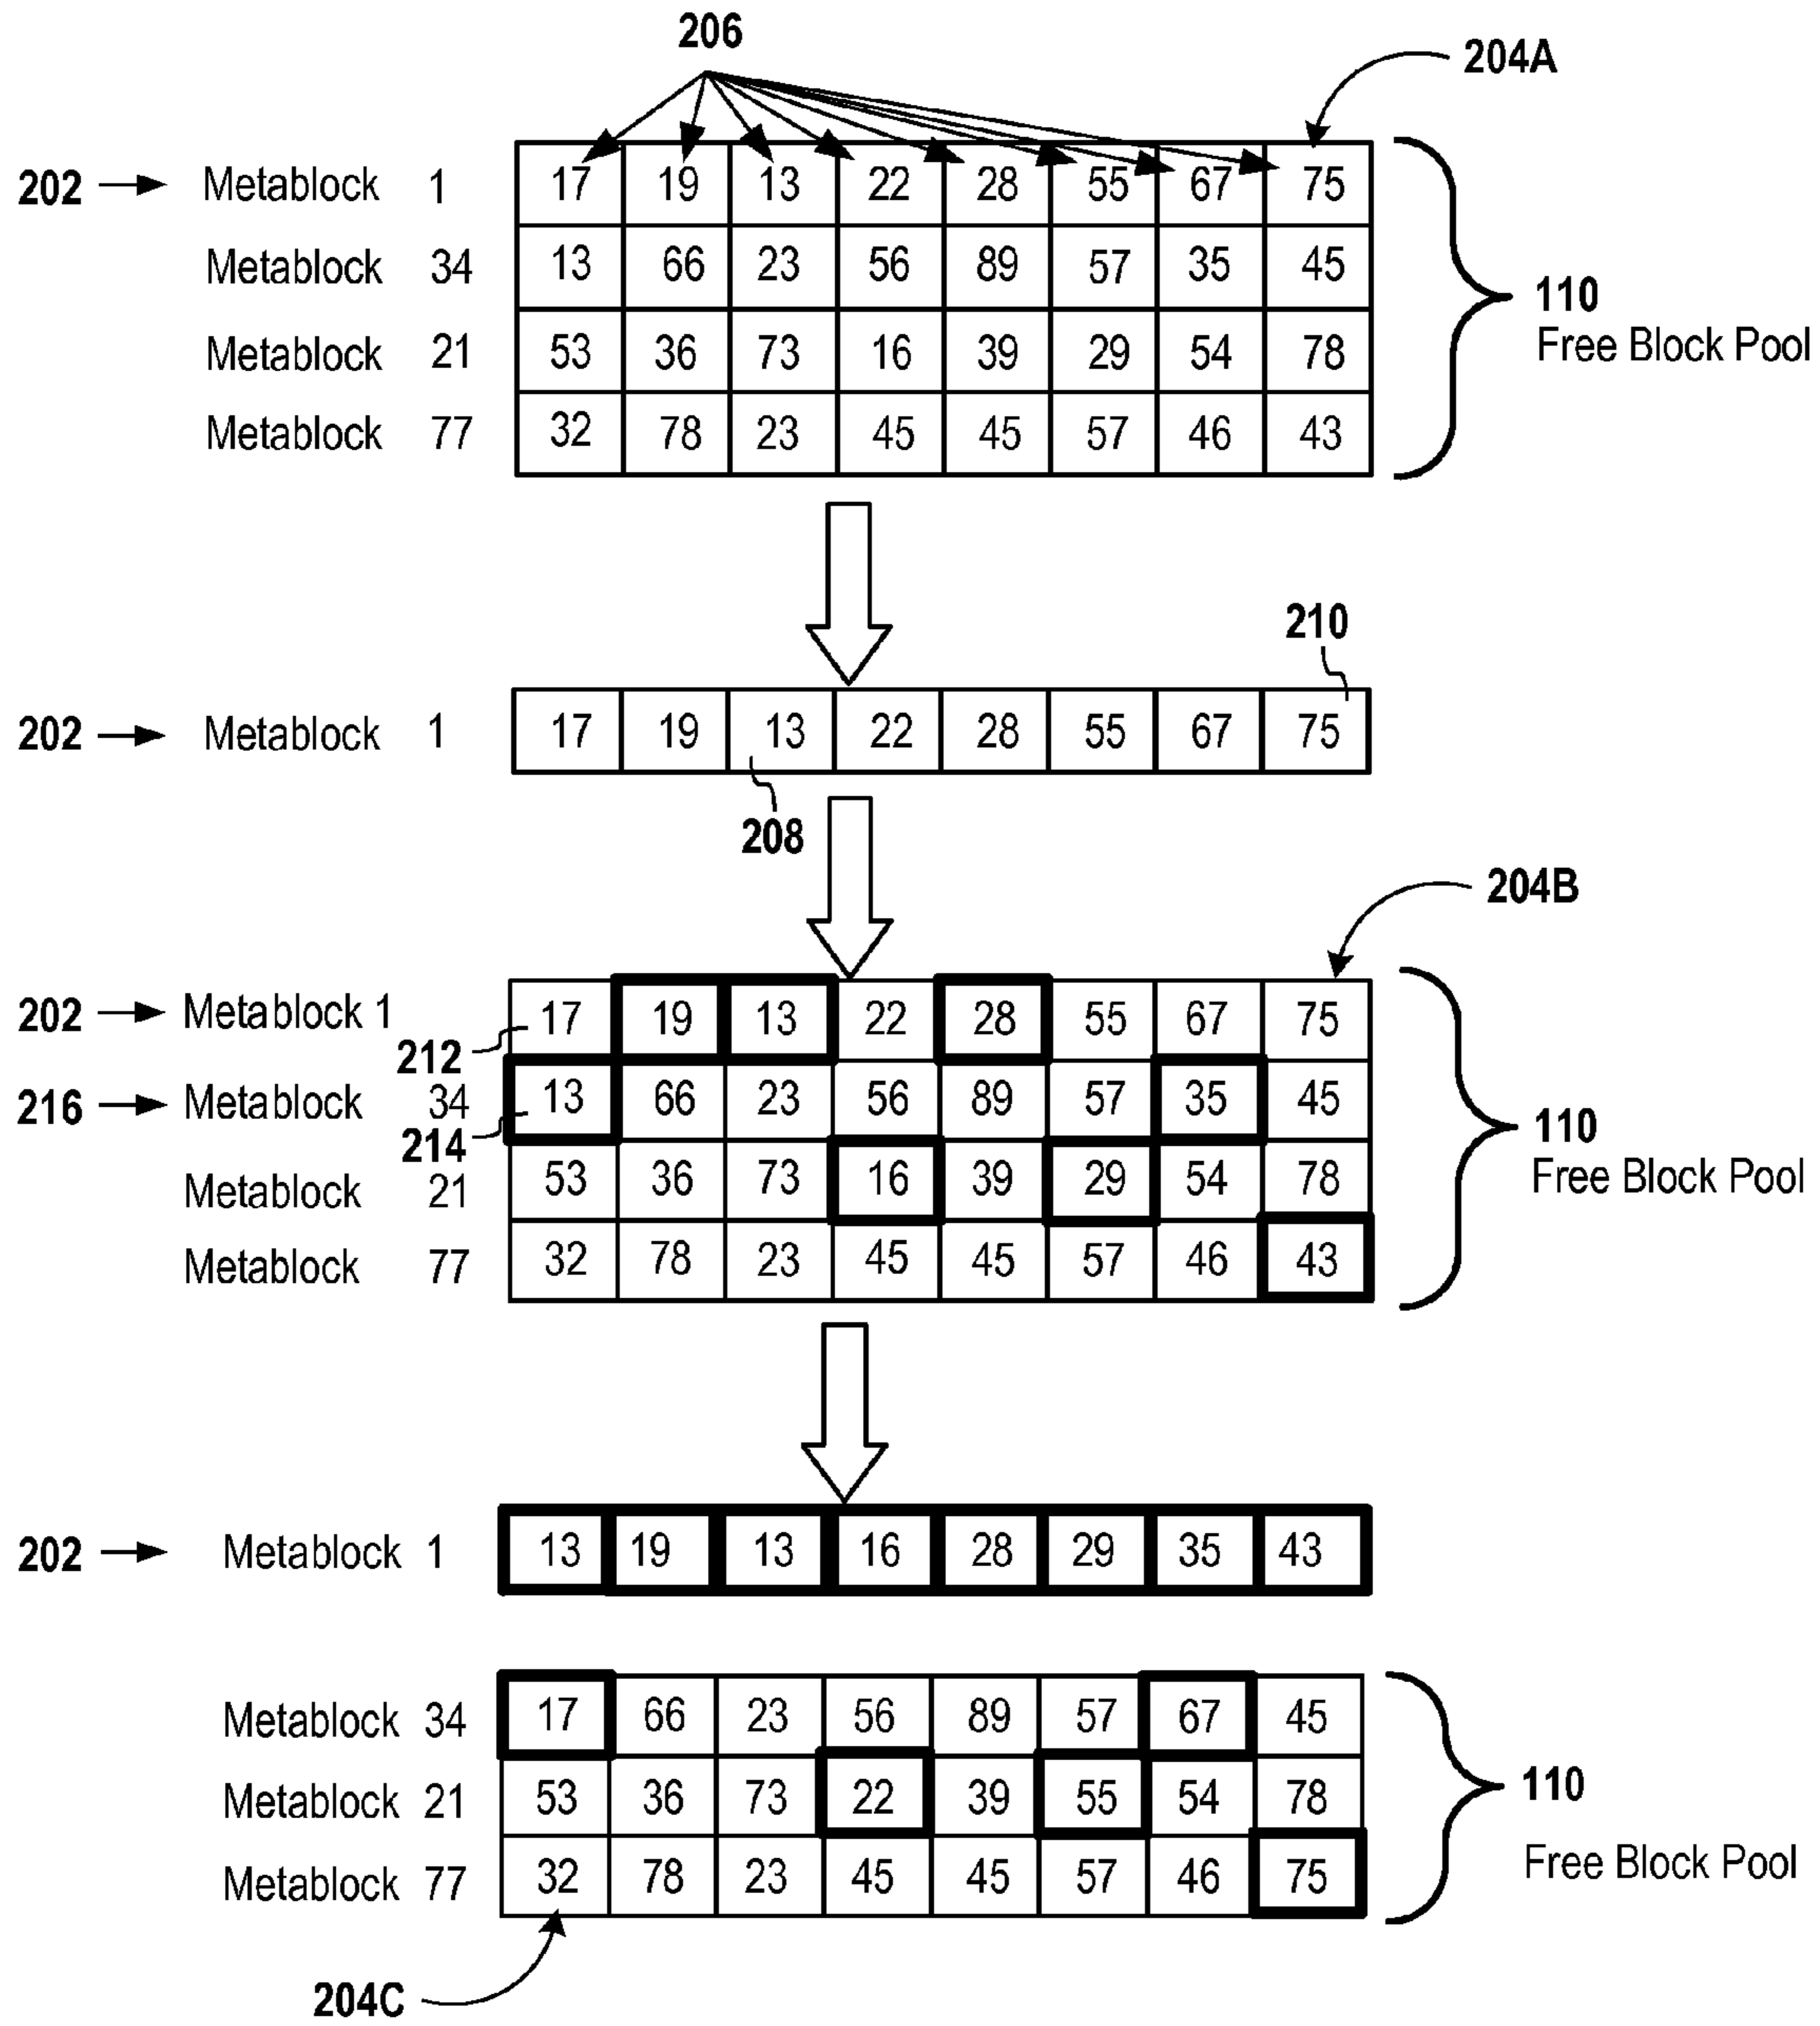 206
204A
202 Metablock 1 17 19 13 22 28 55 67 75
Metablock 34 13 66 23 56 89 57 35 45
110
Free Block Pool
Metablock 21 53 36 73 16 39 29 54 78
Metablock 77 32 78 23 45 45 57 46 43
210
202 Metablock 1 17 19 13 22 28 55 67 75
208
204B
202 Metablock 1 17 19 13 22 28 55 67 75
212
216 Metablock 34 13 66 23 56 89 57 35 45
214
110
Free Block Pool
Metablock 21 53 36 73 16 39 29 54 78
Metablock 77 32 78 23 45 45 57 46 43
202 Metablock 1 13 19 13 16 28 29 35 43
Metablock 34 17 66 23 56 89 57 67 45
110
Metablock 21 53 36 73 22 39 55 54 78
Free Block Pool
Metablock 77 32 78 23 45 45 57 46 75
204C